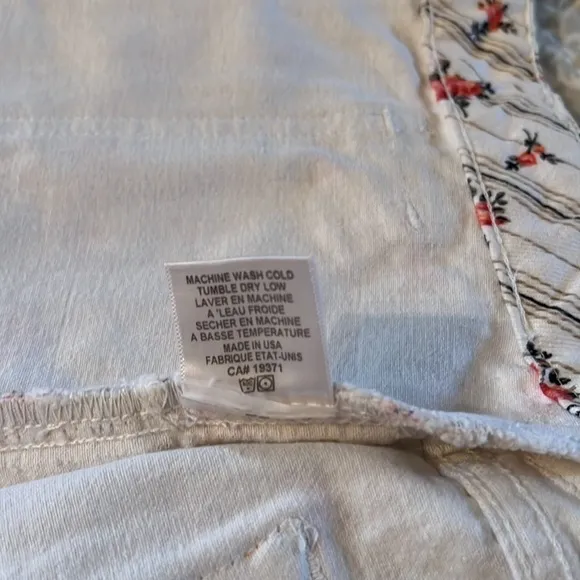 MACHINE WASH COLD
TUMBLE DRY LOW
LAVER EN MACHINE
A 'LEAU FROIDE
SECHER EN MACHINE
A BASSE TEMPERATURE
MADE IN USA
FABRIQUE ETAT-UNIS
CA# 19371